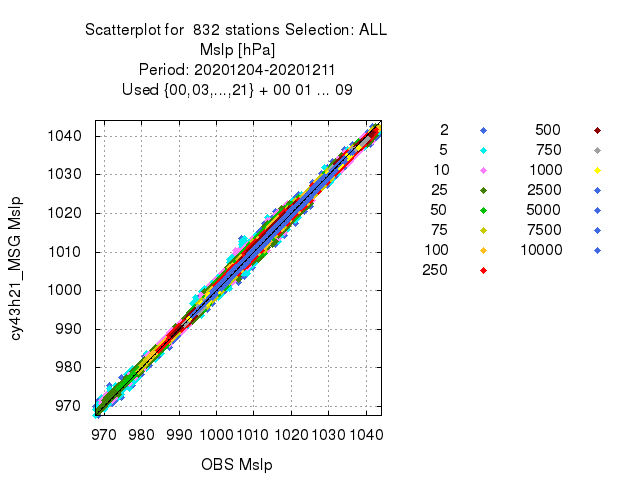 Scatterplot for 832 stations Selection: ALL
Mslp [hPa]
Period: 20201204-20201211
Used {00,03,...,21} + 00 01 ... 09
cy43h21_MSG Mslp
1040
1030
1020
1010
1000
990
980
970
970 980 990 1000 1010 1020 1030 1040
OBS Mslp
2 500
5 750
10 1000
25 2500
50 5000
75 7500
100 10000
250